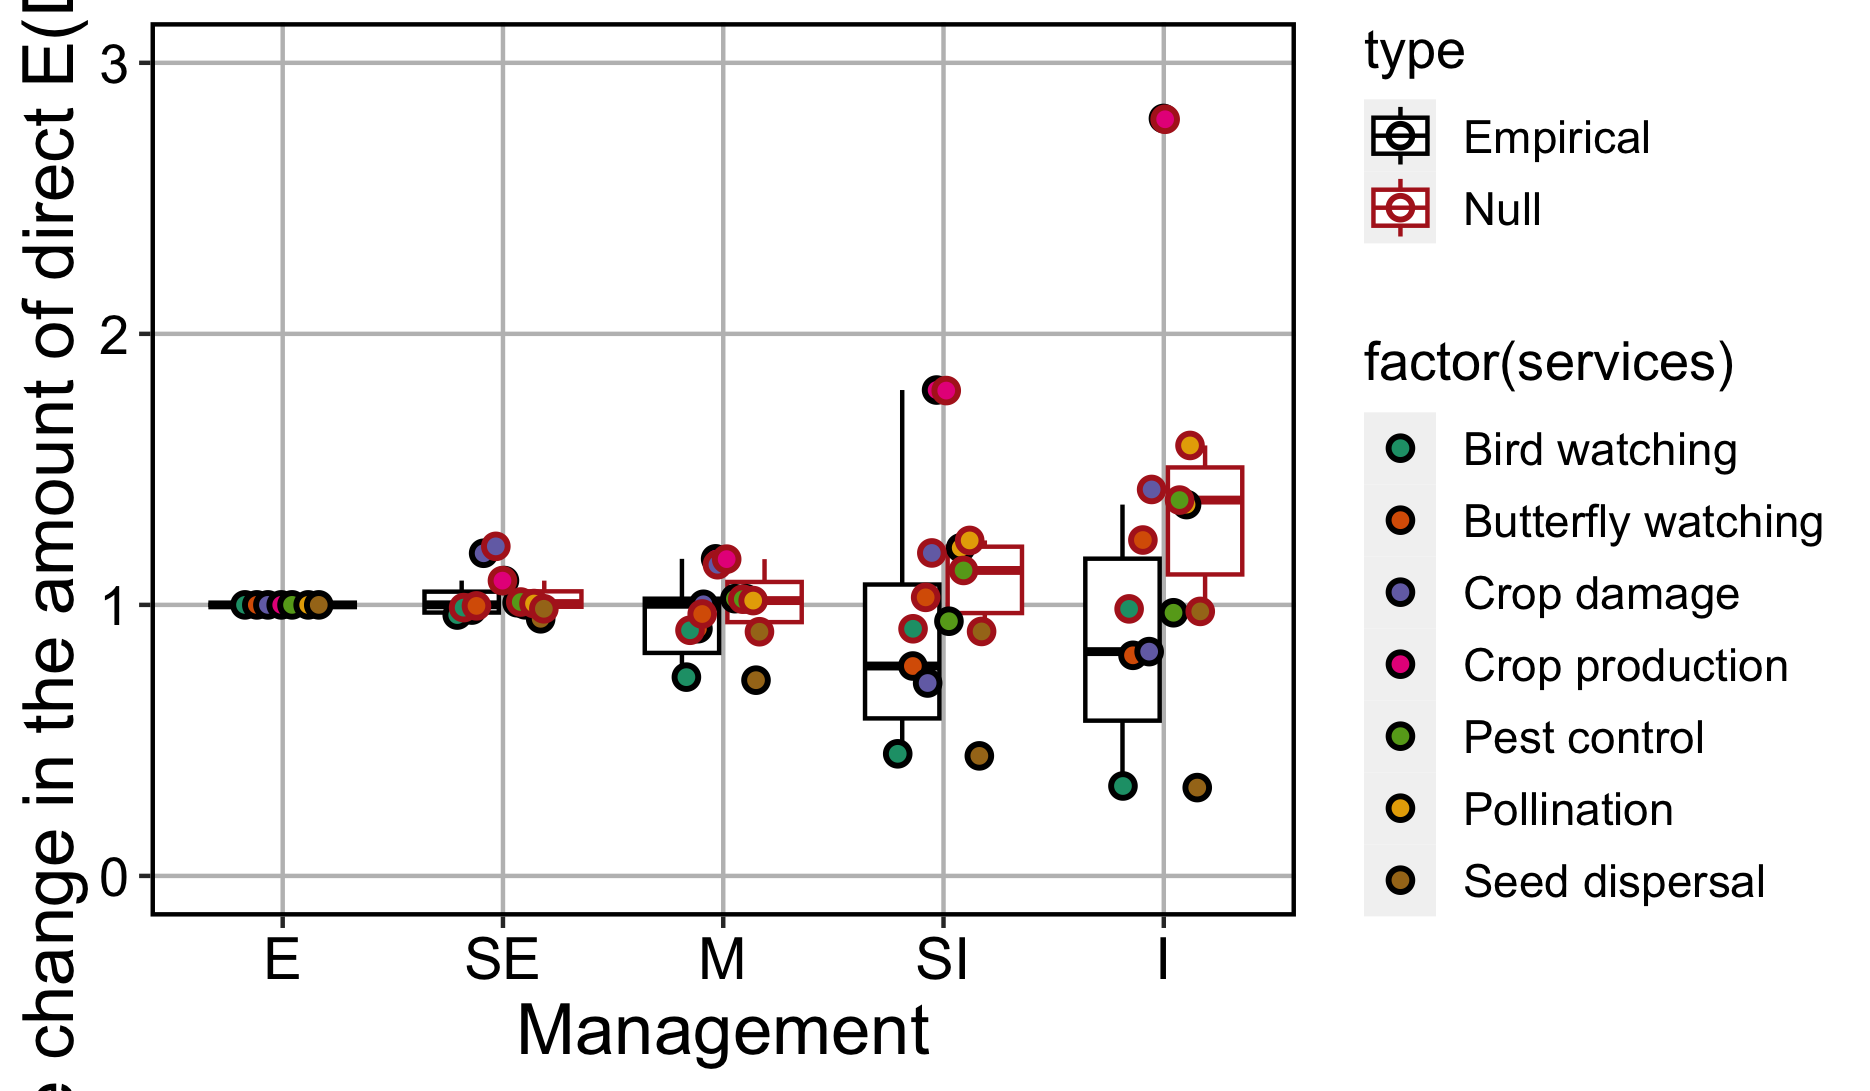 change in the amount of direct E(
3
2
1
0
E SE M SI I
Management
type
Empirical
Null
factor(services)
Bird watching
Butterfly watching
Crop damage
Crop production
Pest control
Pollination
Seed dispersal